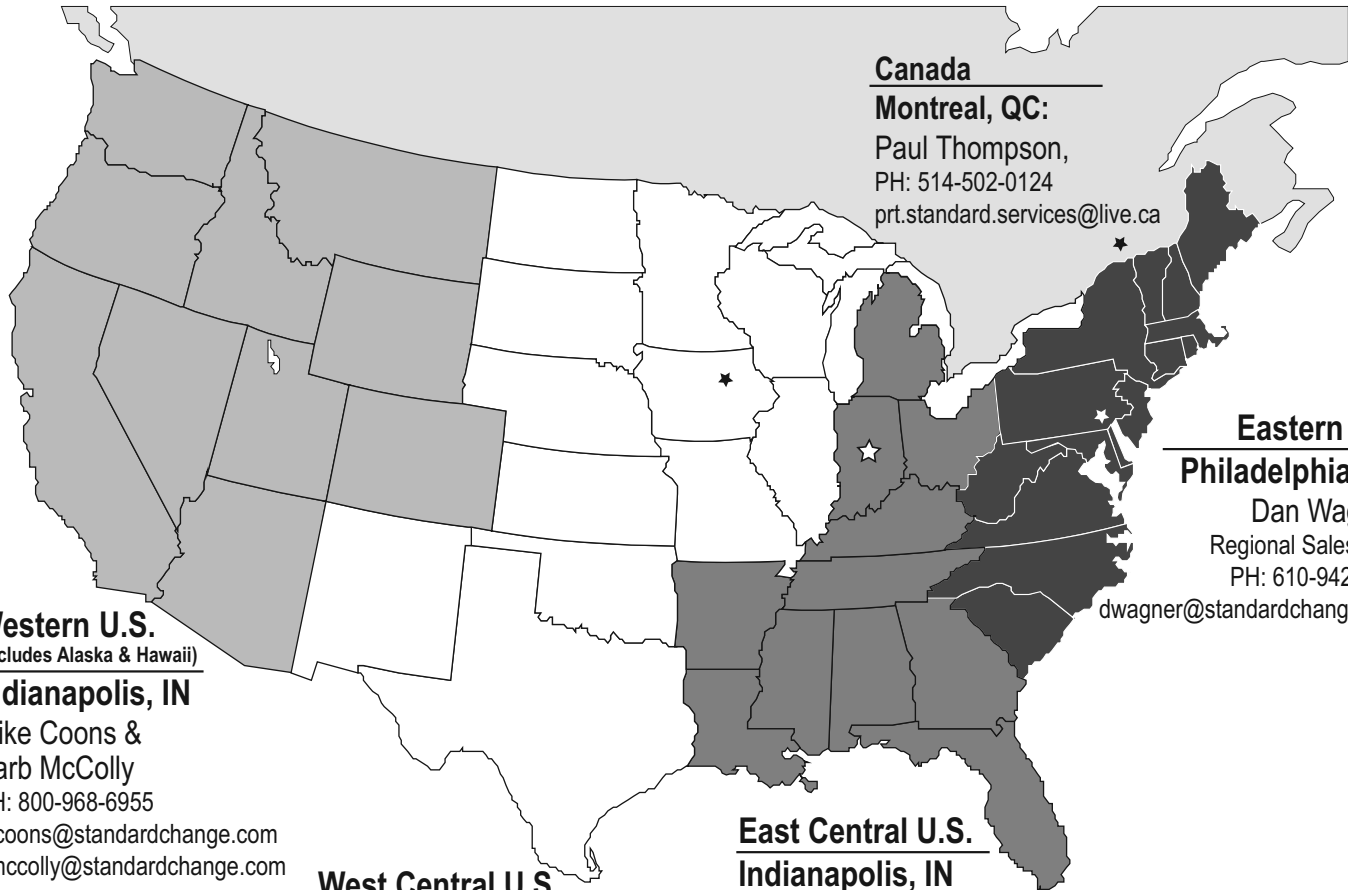 Canada
Montreal, QC:
Paul Thompson,
PH: 514-502-0124
prt.standard.services@live.ca
Eastern
Philadelphia
Dan Wag
Regional Sales
PH: 610-942
dwagner@standardchang
estern U.S.
cludes Alaska & Hawaii)
dianapolis, IN
ike Coons &
arb McColly
H: 800-968-6955
coons@standardchange.com
mccolly@standardchange.com
West Central U.S.
East Central U.S.
Indianapolis, IN